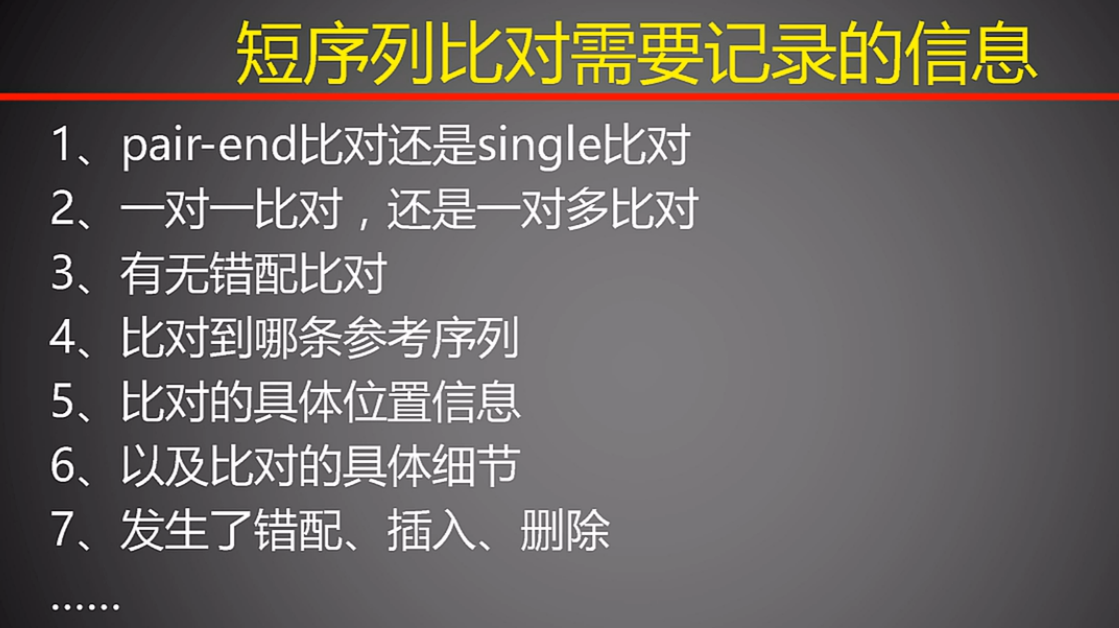 短序列比对需要记录的信息
1、pair-end比对还是single比对
2、一对一比对，还是一对多比对
3、有无错配比对
4、比对到哪条参考序列
5、比对的具体位置信息
6、以及比对的具体细节
7、发生了错配、插入、删除
……